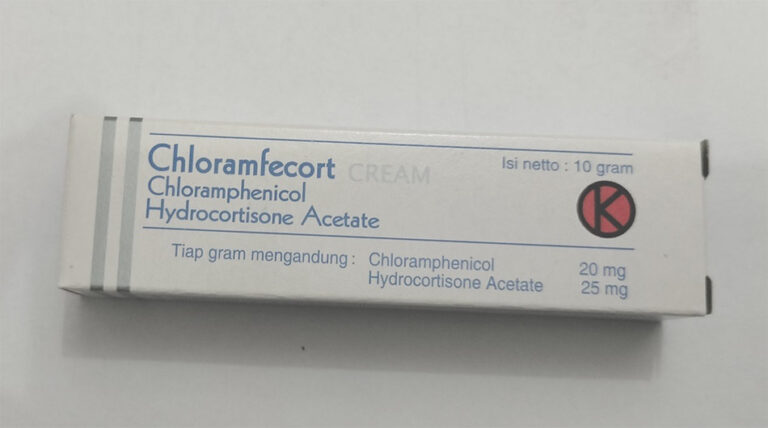 Chloramfecort CREAM
Isi netto : 10 gram
Chloramphenicol
Hydrocortisone Acetate
K
Tiap gram mengandung : Chloramphenicol 20 mg
Hydrocortisone Acetate 25 mg